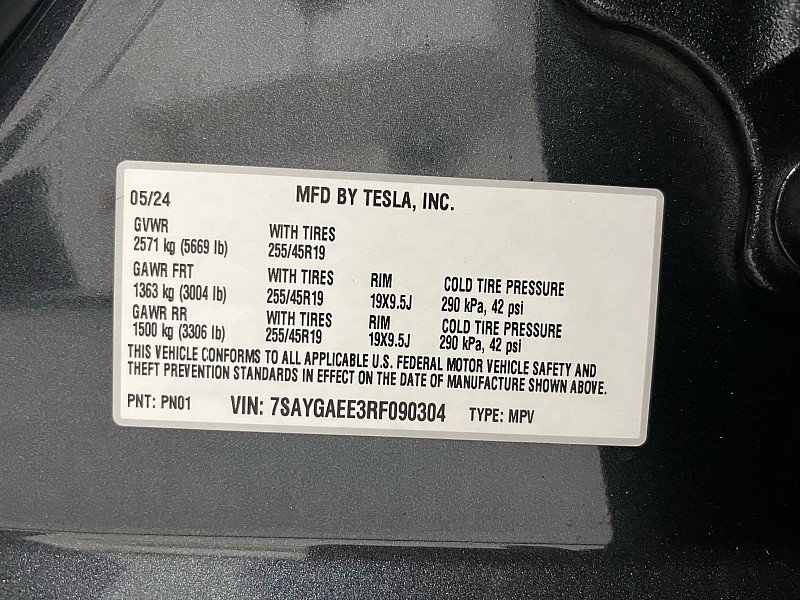 05/24 MFD BY TESLA, INC.
GVWR WITH TIRES
2571 kg (5669 lb) 255/45R19
GAWR FRT WITH TIRES RIM COLD TIRE PRESSURE
1363 kg (3004 lb) 255/45R19 19X9.5J 290 kPa, 42 psi
GAWR RR WITH TIRES RIM COLD TIRE PRESSURE
1500 kg (3306 lb) 255/45R19 19X9.5J 290 kPa, 42 psi
THIS VEHICLE CONFORMS TO ALL APPLICABLE U.S. FEDERAL MOTOR VEHICLE SAFETY AND
THEFT PREVENTION STANDARDS IN EFFECT ON THE DATE OF MANUFACTURE SHOWN ABOVE.
PNT: PN01 VIN: 7SAYGAEE3RF090304 TYPE: MPV